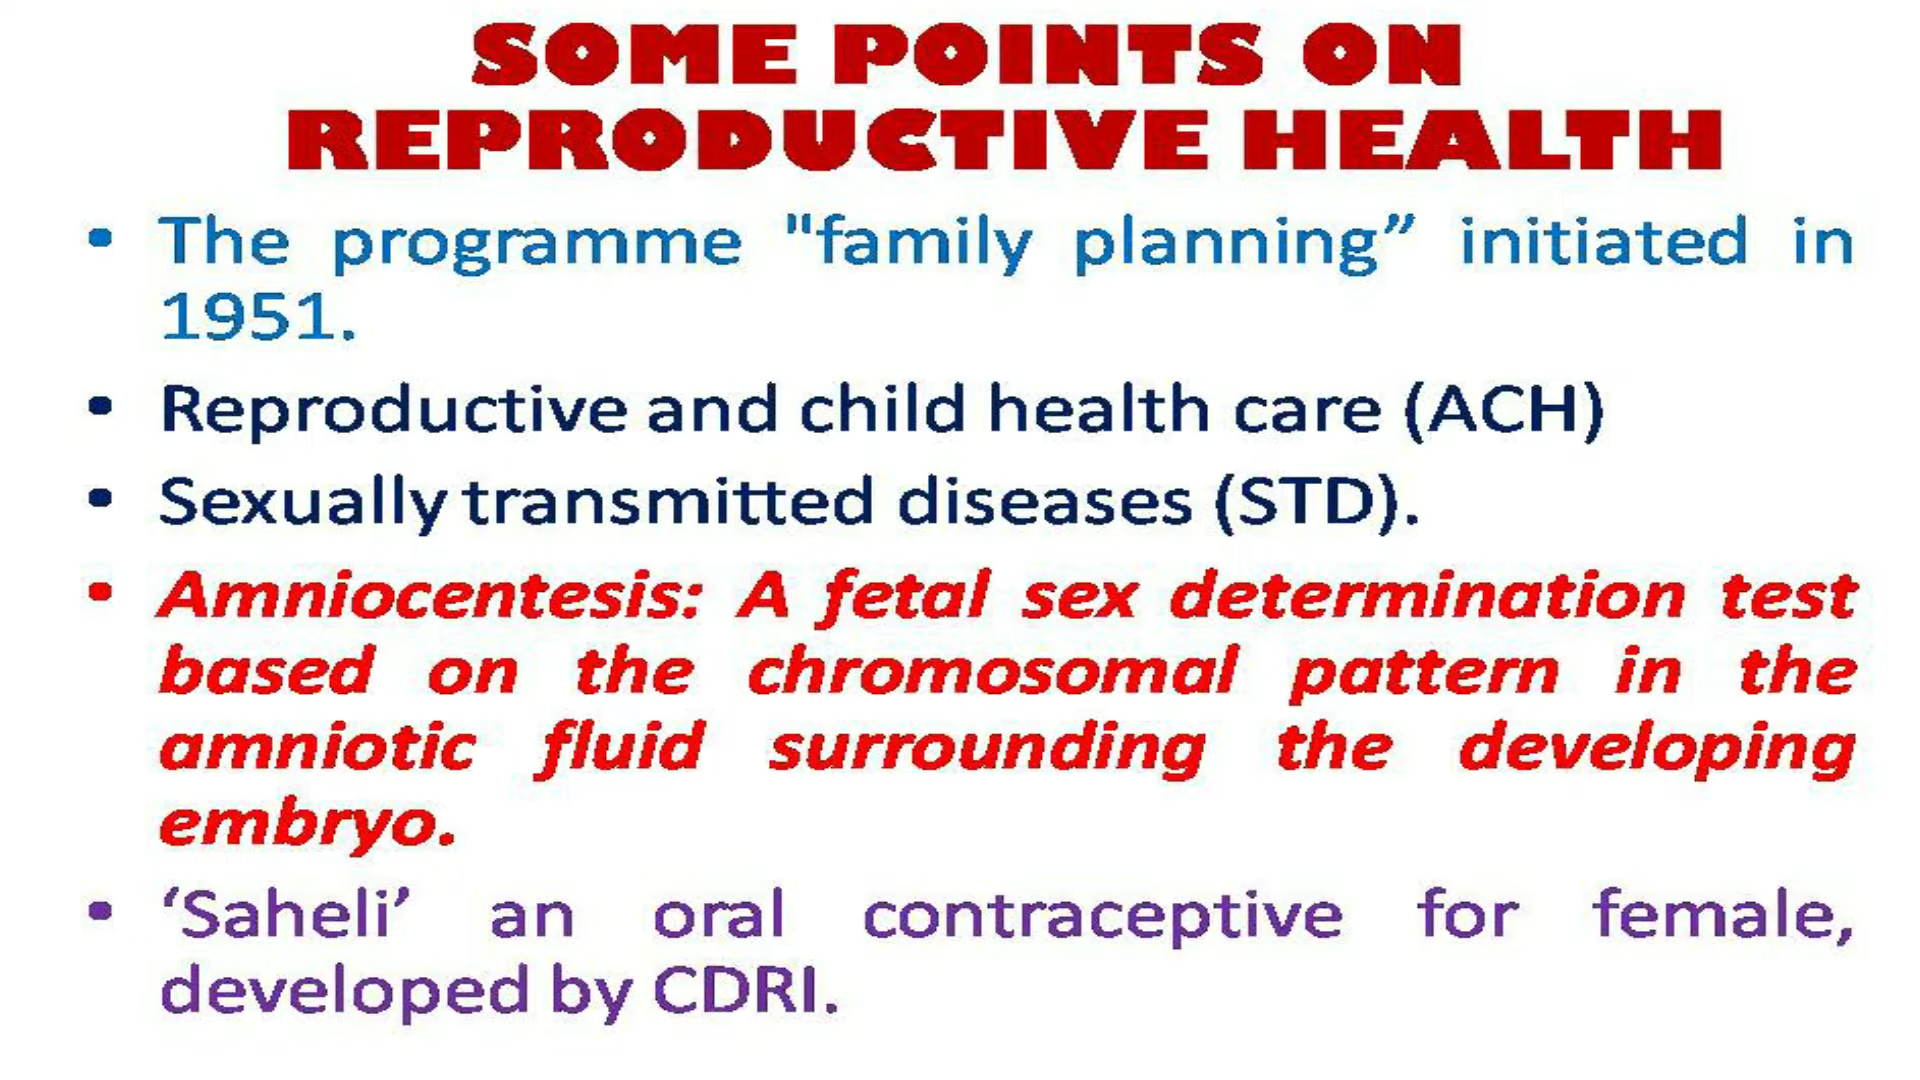 SOME POINTS ON
REPRODUCTIVE HEALTH
• The programme "family planning” initiated in
1951.
• Reproductive and child health care (ACH)
• Sexually transmitted diseases (STD).
• Amniocentesis: A fetal sex determination test
based on the chromosomal pattern in the
amniotic fluid surrounding the developing
embryo.
• ‘Saheli’ an oral contraceptive for female,
developed by CDRI.